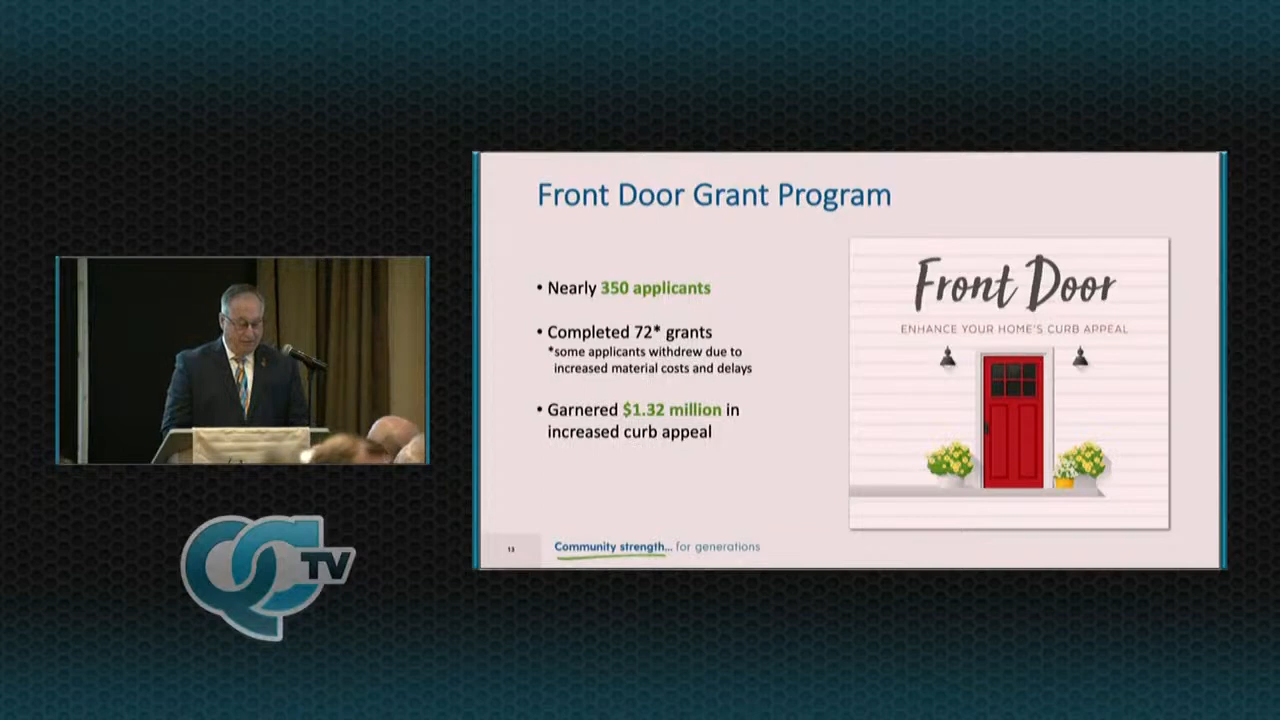 Front Door Grant Program
• Nearly 350 applicants
• Completed 72* grants
*some applicants withdrew due to
increased material costs and delays
• Garnered $1.32 million in
increased curb appeal
Front Door
ENHANCE YOUR HOME'S CURB APPEAL
13
Community strength... for generations
QC
TV